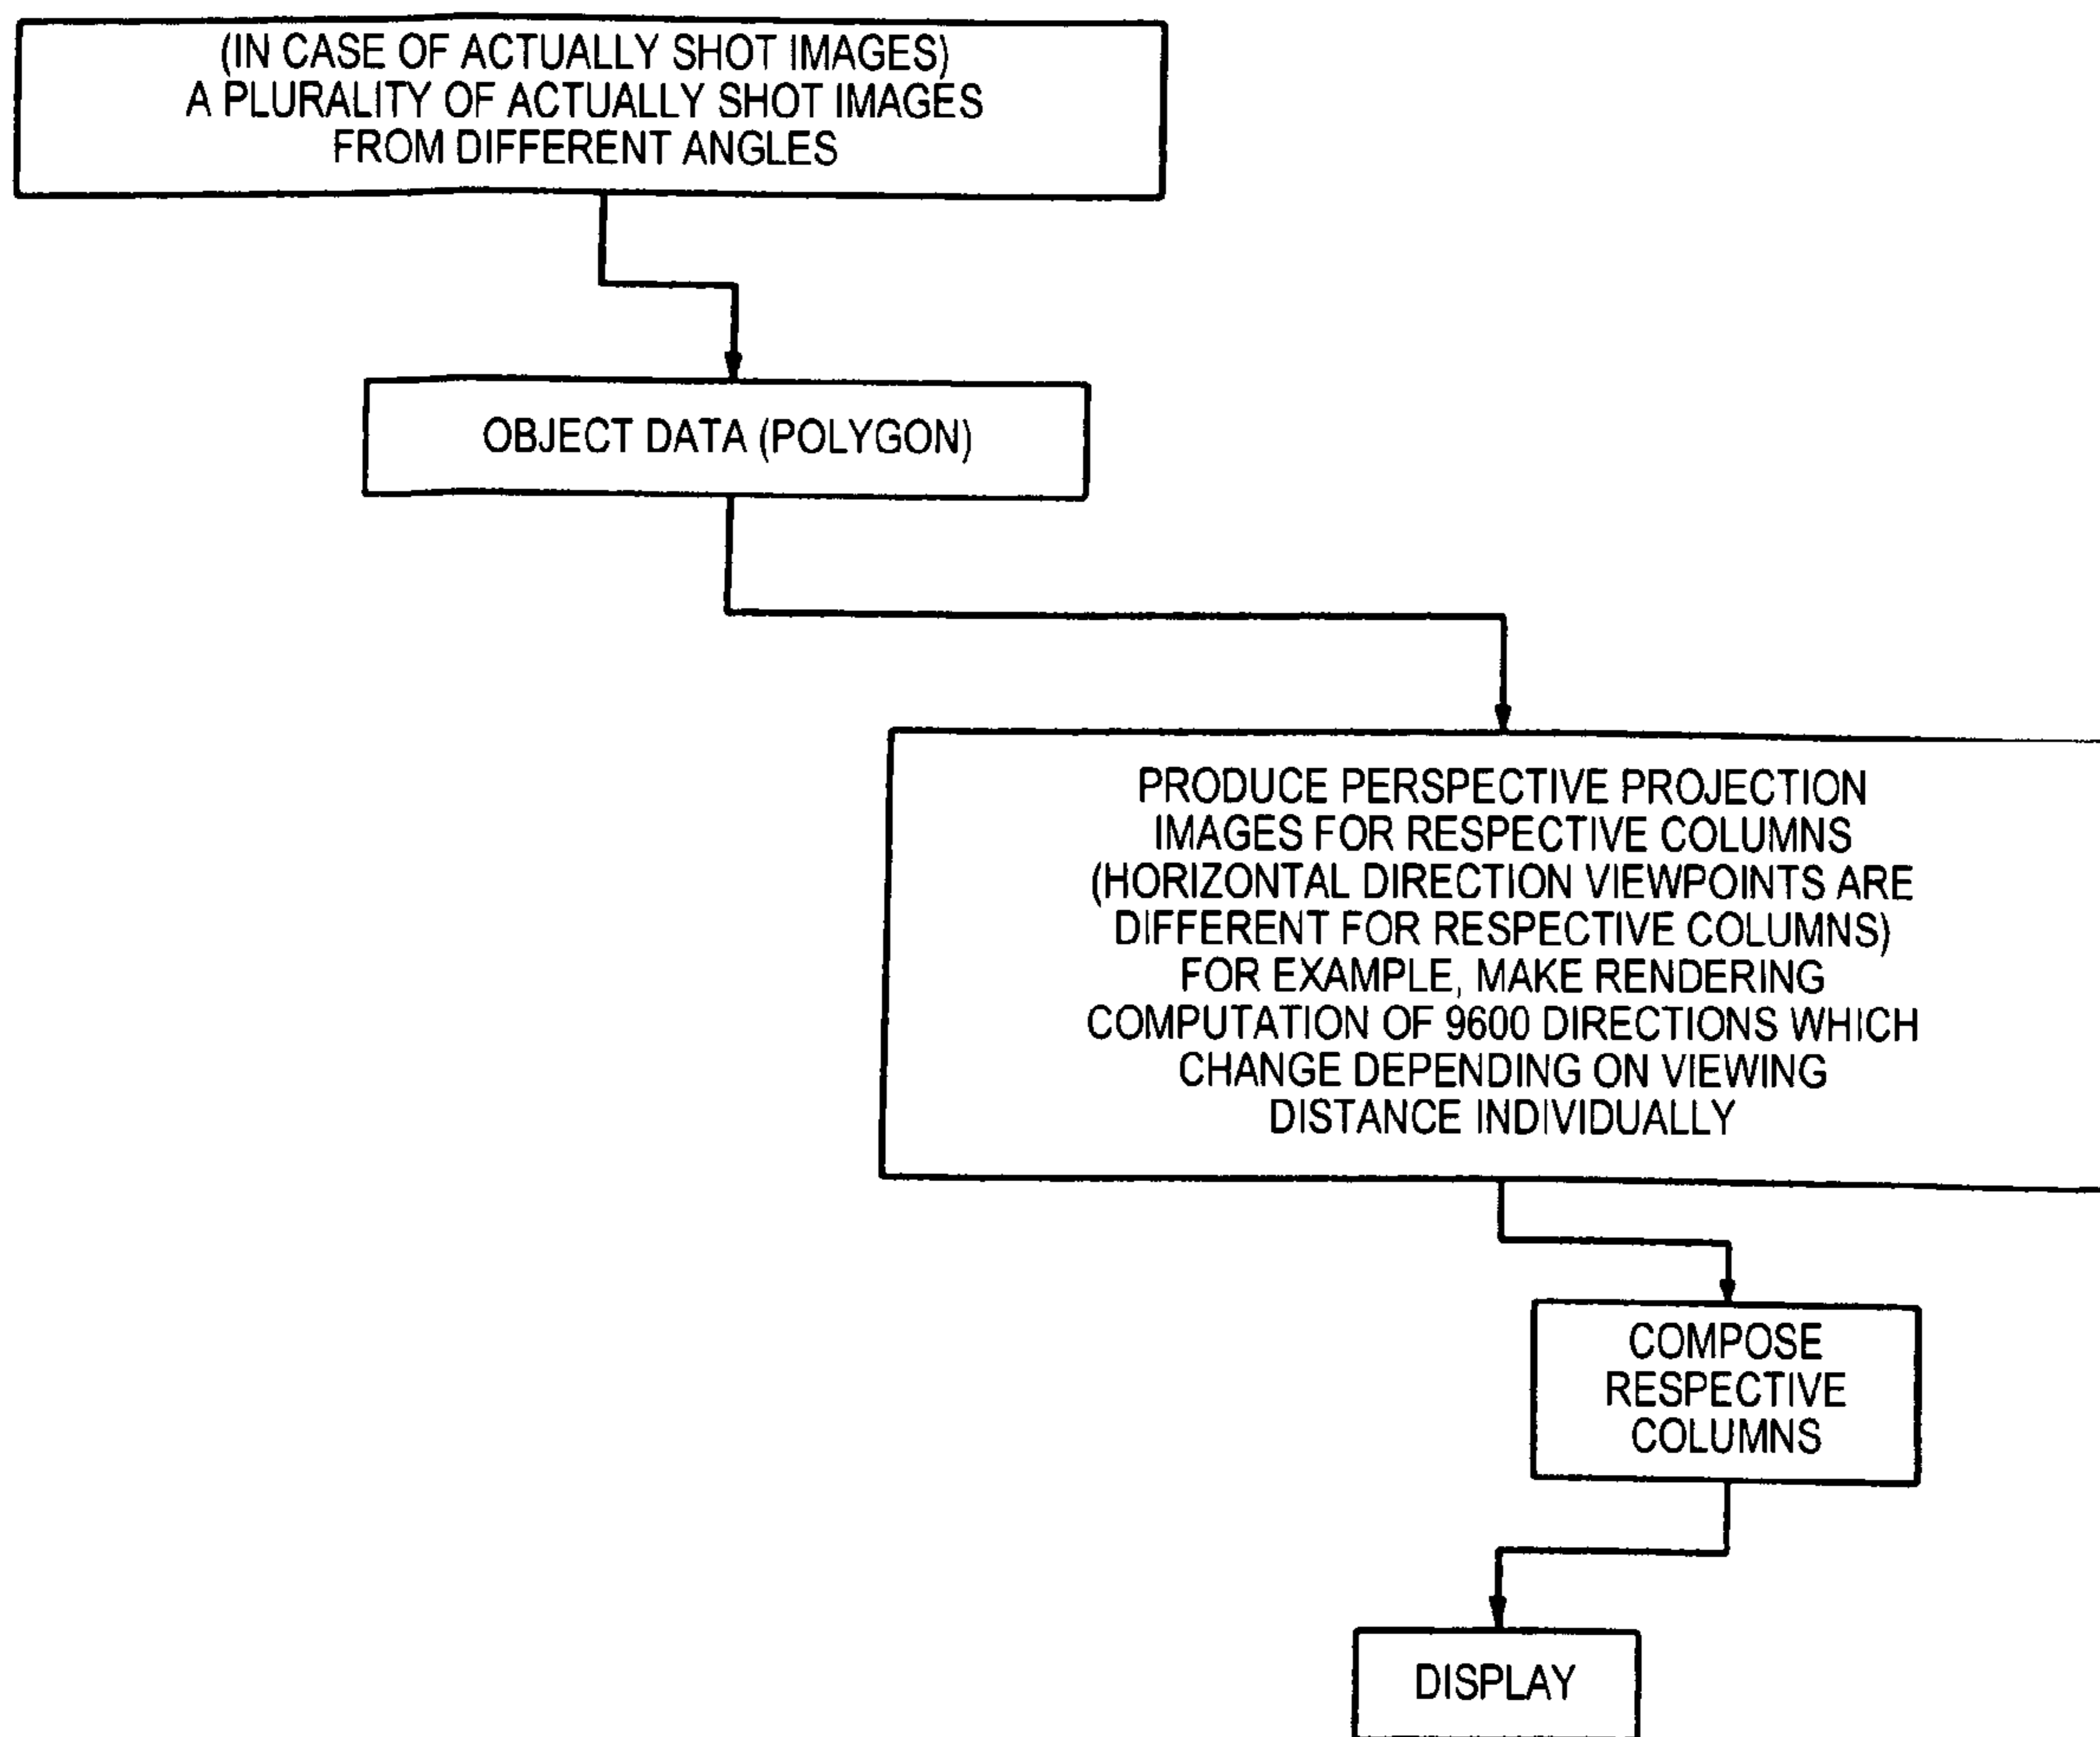 (IN CASE OF ACTUALLY SHOT IMAGES)
A PLURALITY OF ACTUALLY SHOT IMAGES
FROM DIFFERENT ANGLES
OBJECT DATA (POLYGON)
PRODUCE PERSPECTIVE PROJECTION
IMAGES FOR RESPECTIVE COLUMNS
(HORIZONTAL DIRECTION VIEWPOINTS ARE
DIFFERENT FOR RESPECTIVE COLUMNS)
FOR EXAMPLE, MAKE RENDERING
COMPUTATION OF 9600 DIRECTIONS WHICH
CHANGE DEPENDING ON VIEWING
DISTANCE INDIVIDUALLY
COMPOSE
RESPECTIVE
COLUMNS
DISPLAY